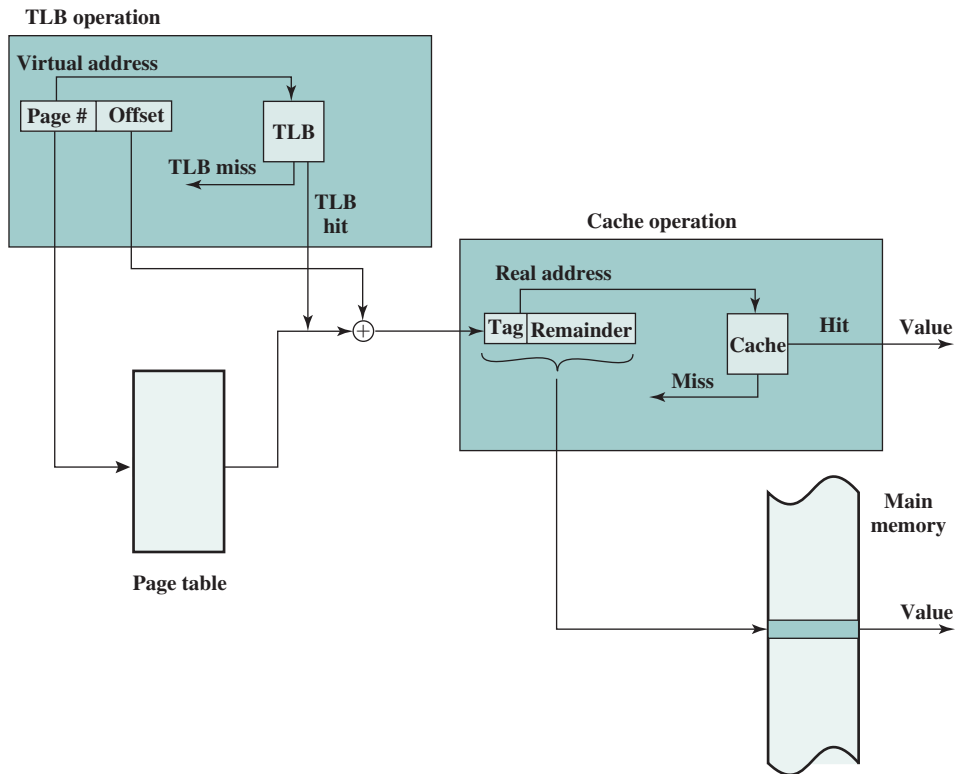 TLB operation
Virtual address
Page #
Offset
TLB
TLB miss
TLB
hit
Cache operation
Real address
Tag
Remainder
Cache
Hit
Value
Miss
+
Page table
Main
memory
Value